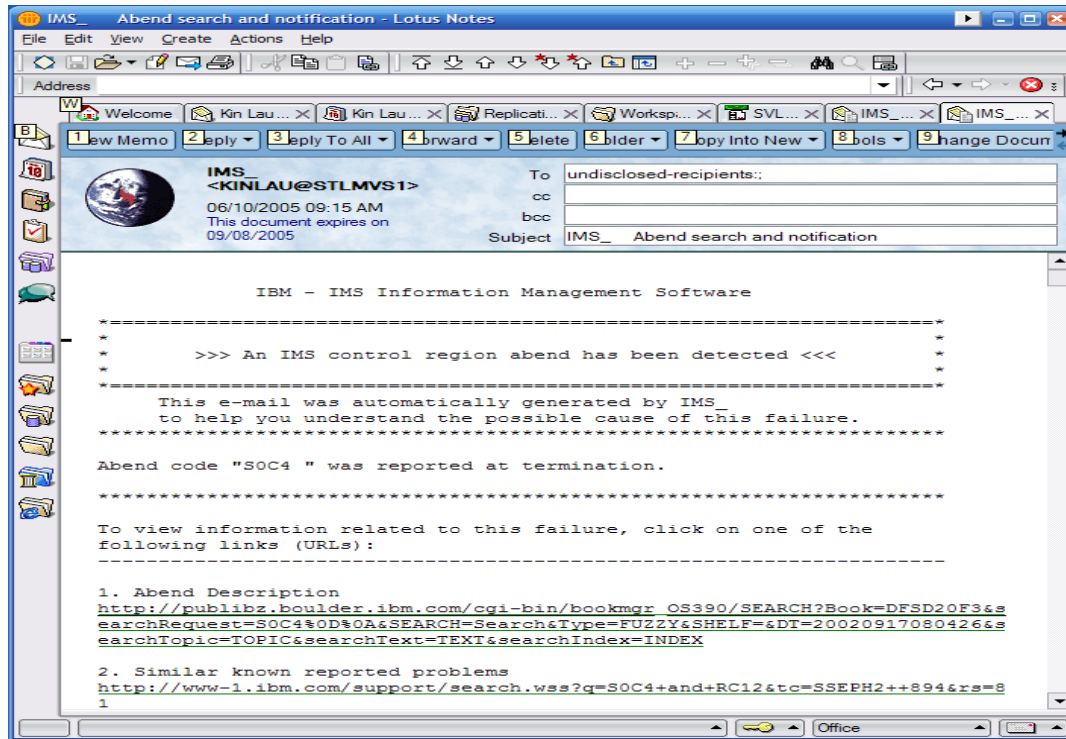 IMS_ Abend search and notification - Lotus Notes
File Edit View Create Actions Help
Address
W
Welcome Kin Lau... Kin Lau... Replicati... Workspi... SVL... IMS_... IMS_...
B
1 ew Memo 2 eply 3 eply To All 4 orward 5 elete 6 older 7 opy Into New 8 ools 9 hange Docum
IMS_
<KINLAU@STLMVS1>
06/10/2005 09:15 AM
This document expires on
09/08/2005
To undisclosed-recipients:;
cc
bcc
Subject IMS_ Abend search and notification
IBM - IMS Information Management Software
*====================================================================*
* *
* >>> An IMS control region abend has been detected <<< *
* *
*====================================================================*
This e-mail was automatically generated by IMS_
to help you understand the possible cause of this failure.
**********************************************************************
Abend code "S0C4 " was reported at termination.
**********************************************************************
To view information related to this failure, click on one of the
following links (URLs):
----------------------------------------------------------------------
1. Abend Description
http://publibz.boulder.ibm.com/cgi-bin/bookmgr_OS390/SEARCH?Book=DFSD20F3&s
earchRequest=S0C4%0D%0A&SEARCH=Search&Type=FUZZY&SHELF=&DT=20020917080426&s
earchTopic=TOPIC&searchText=TEXT&searchIndex=INDEX
2. Similar known reported problems
http://www-1.ibm.com/support/search.wss?q=S0C4+and+RC12&tc=SSEPH2++894&rs=8
1
Office